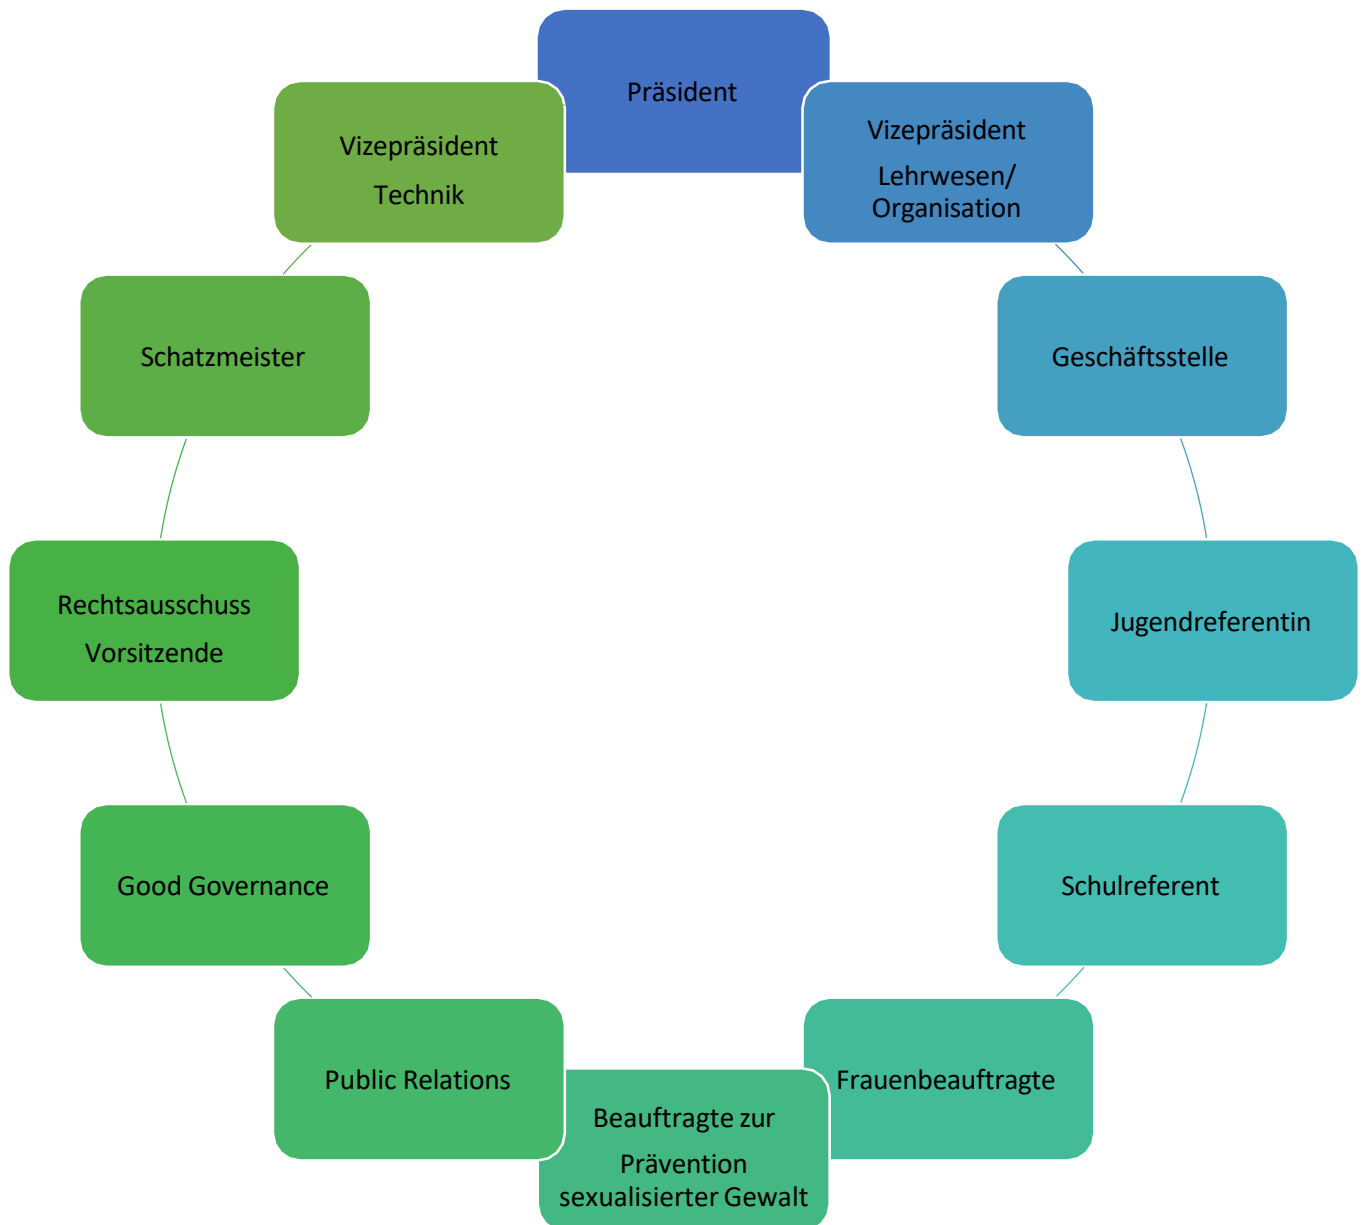 Präsident
Vizepräsident
Lehrwesen/
Organisation
Geschäftsstelle
Jugendreferentin
Schulreferent
Frauenbeauftragte
Beauftragte zur
Prävention
sexualisierter Gewalt
Public Relations
Good Governance
Rechtsausschuss
Vorsitzende
Schatzmeister
Vizepräsident
Technik